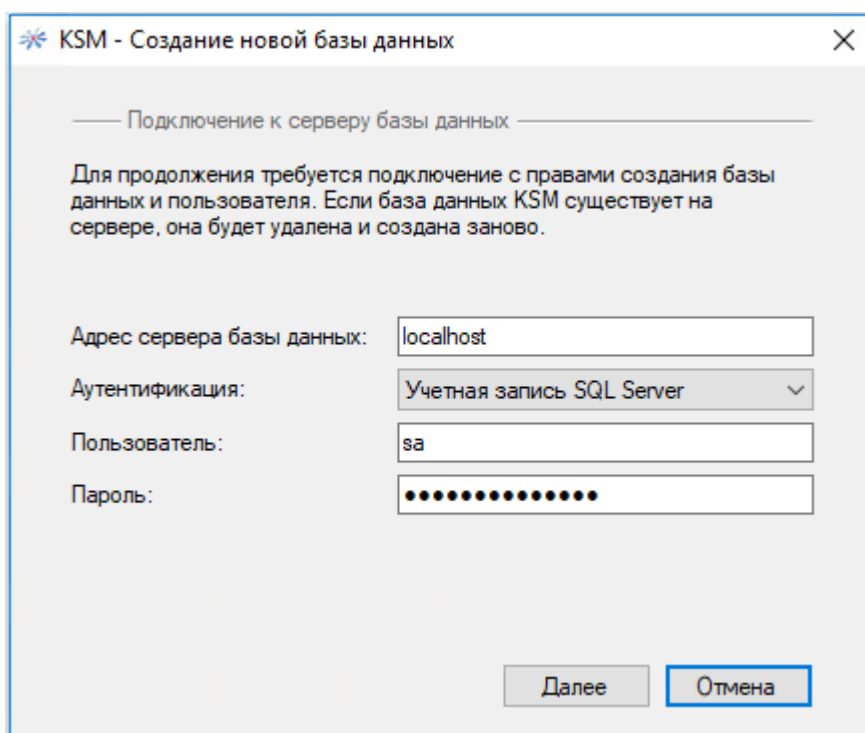 KSM - Создание новой базы данных
Подключение к серверу базы данных
Для продолжения требуется подключение с правами создания базы
данных и пользователя. Если база данных KSM существует на
сервере, она будет удалена и создана заново.
Адрес сервера базы данных: localhost
Аутентификация: Учетная запись SQL Server
Пользователь: sa
Пароль: ●●●●●●●●●●●●●●
Далее Отмена